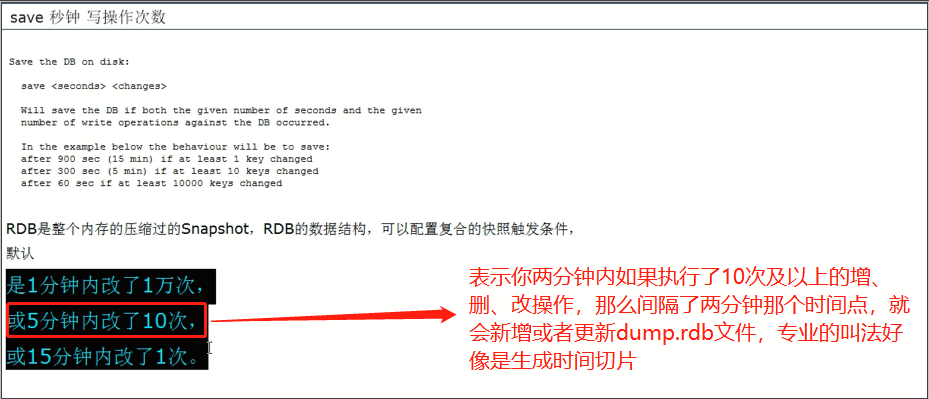 save 秒钟 写操作次数
Save the DB on disk:
save <seconds> <changes>
Will save the DB if both the given number of seconds and the given
number of write operations against the DB occurred.
In the example below the behaviour will be to save:
after 900 sec (15 min) if at least 1 key changed
after 300 sec (5 min) if at least 10 keys changed
after 60 sec if at least 10000 keys changed
RDB是整个内存的压缩过的Snapshot，RDB的数据结构，可以配置复合的快照触发条件，
默认
是1分钟内改了1万次，
或5分钟内改了10次，
或15分钟内改了1次。
表示你两分钟内如果执行了10次及以上的增、
删、改操作，那么间隔了两分钟那个时间点，就
会新增或者更新dump.rdb文件，专业的叫法好
像是生成时间切片